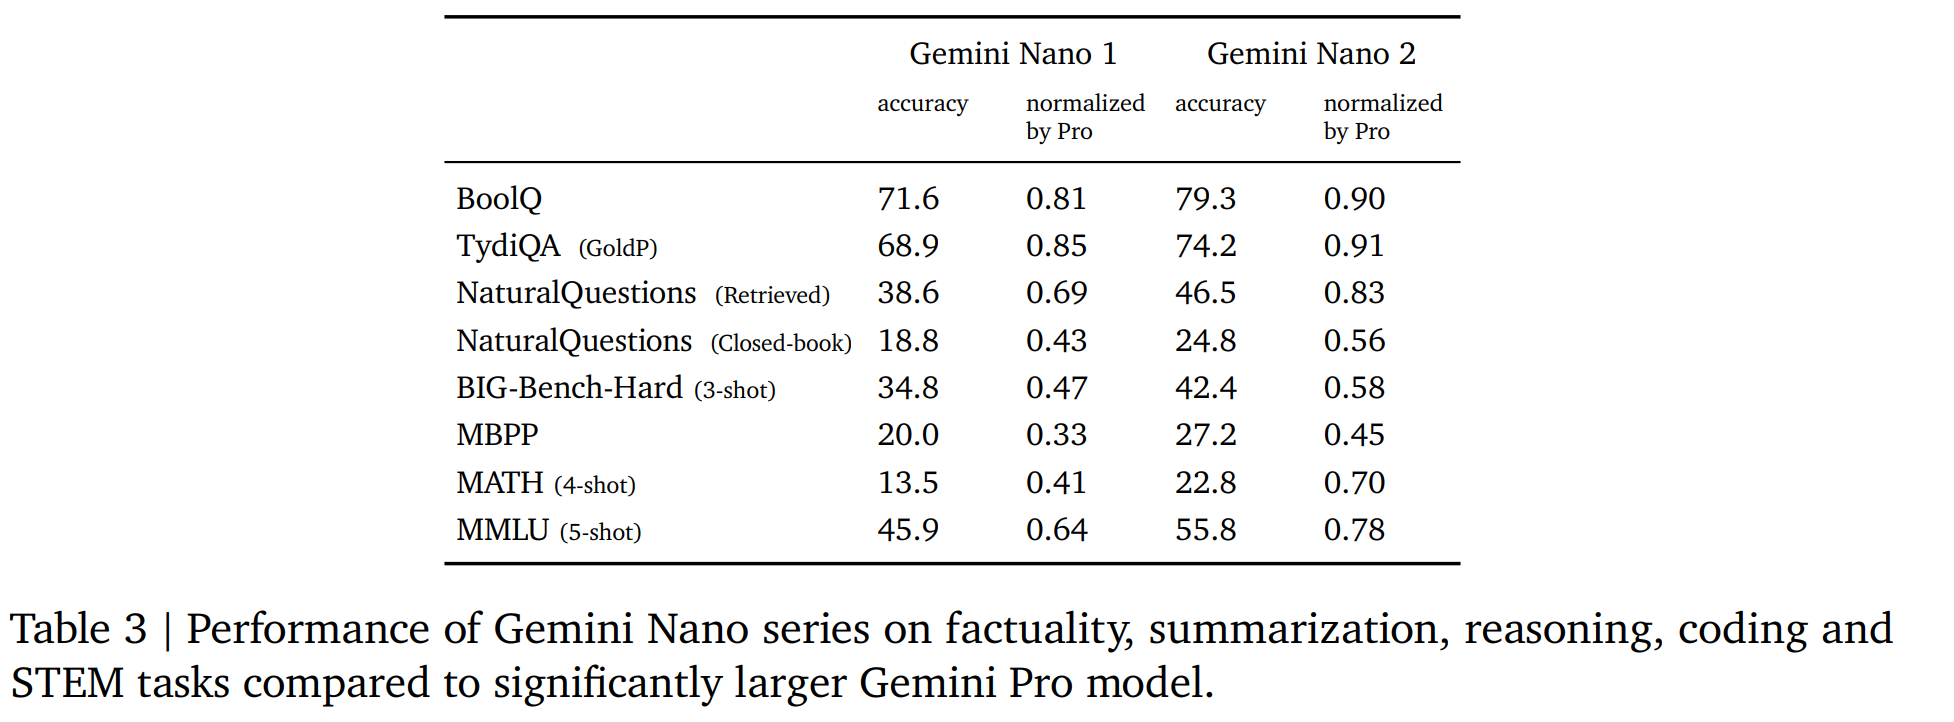 Gemini Nano 1 Gemini Nano 2
accuracy normalized by Pro accuracy normalized by Pro
BoolQ 71.6 0.81 79.3 0.90
TydiQA (GoldP) 68.9 0.85 74.2 0.91
NaturalQuestions (Retrieved) 38.6 0.69 46.5 0.83
NaturalQuestions (Closed-book) 18.8 0.43 24.8 0.56
BIG-Bench-Hard (3-shot) 34.8 0.47 42.4 0.58
MBPP 20.0 0.33 27.2 0.45
MATH (4-shot) 13.5 0.41 22.8 0.70
MMLU (5-shot) 45.9 0.64 55.8 0.78
Table 3 | Performance of Gemini Nano series on factuality, summarization, reasoning, coding and
STEM tasks compared to significantly larger Gemini Pro model.